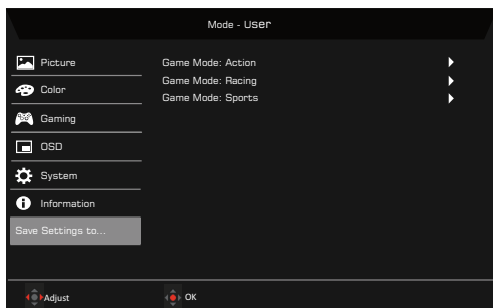 Mode - User
Picture
Color
Gaming
OSD
System
Information
Save Settings to...
Game Mode: Action
Game Mode: Racing
Game Mode: Sports
Adjust
OK